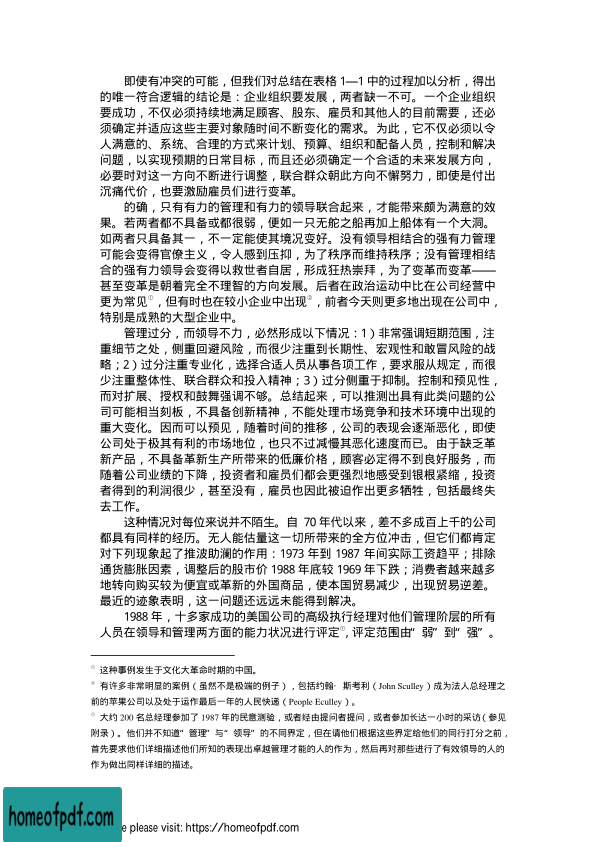 即使有冲突的可能，但我们对总结在表格 1—1 中的过程加以分析，得出
的唯一符合逻辑的结论是：企业组织要发展，两者缺一不可。一个企业组织
要成功，不仅必须持续地满足顾客、股东、雇员和其他人的目前需要，还必
须确定并适应这些主要对象随时间不断变化的需求。为此，它不仅必须以令
人满意的、系统、合理的方式来计划、预算、组织和配备人员，控制和解决
问题，以实现预期的日常目标，而且还必须确定一个合适的未来发展方向，
必要时对这一方向不断进行调整，联合群众朝此方向不懈努力，即使是付出
沉痛代价，也要激励雇员们进行变革。
的确，只有有力的管理和有力的领导联合起来，才能带来颇为满意的效
果。若两者都不具备或都很弱，便如一只无舵之船再加上船体有一个大洞。
如两者只具备其一，不一定能使其境况变好。没有领导相结合的强有力管理
可能会变得官僚主义，令人感到压抑，为了秩序而维持秩序；没有管理相结
合的强有力领导会变得以救世者自居，形成狂热崇拜，为了变革而变革——
甚至变革是朝着完全不理智的方向发展。后者在政治运动中比在公司经营中
更为常见①，但有时也在较小企业中出现②，前者今天则更多地出现在公司中，
特别是成熟的大型企业中。
管理过分，而领导不力，必然形成以下情况：1）非常强调短期范围，注
重细节之处，侧重回避风险，而很少注重到长期性、宏观性和敢冒风险的战
略；2）过分注重专业化，选择合适人员从事各项工作，要求服从规定，而很
少注重整体性、联合群众和投入精神；3）过分侧重于抑制。控制和预见性，
而对扩展、授权和鼓舞强调不够。总结起来，可以推测出具有此类问题的公
司可能相当刻板，不具备创新精神，不能处理市场竞争和技术环境中出现的
重大变化。因而可以预见，随着时间的推移，公司的表现会逐渐恶化，即使
公司处于极其有利的市场地位，也只不过减慢其恶化速度而已。由于缺乏革
新产品，不具备革新生产所带来的低廉价格，顾客必定得不到良好服务，而
随着公司业绩的下降，投资者和雇员们都会更强烈地感受到银根紧缩，投资
者得到的利润很少，甚至没有，雇员也因此被迫作出更多牺牲，包括最终失
去工作。
这种情况对每位来说并不陌生。自 70 年代以来，差不多成百上千的公司
都具有同样的经历。无人能估量这一切所带来的全方位冲击，但它们都肯定
对下列现象起了推波助澜的作用：1973 年到 1987 年间实际工资趋平；排除
通货膨胀因素，调整后的股市价 1988 年底较 1969 年下跌；消费者越来越多
地转向购买较为便宜或革新的外国商品，使本国贸易减少，出现贸易逆差。
最近的迹象表明，这一问题还远远未能得到解决。
1988 年，十多家成功的美国公司的高级执行经理对他们管理阶层的所有
人员在领导和管理两方面的能力状况进行评定①，评定范围由“弱”到“强”。
① 这种事例发生于文化大革命时期的中国。
② 有许多非常明显的案例（虽然不是极端的例子），包括约翰·斯考利（John Sculley）成为法人总经理之
前的苹果公司以及处于运作最后一年的人民快递（People Eculley）。
① 大约 200 名总经理参加了 1987 年的民意测验，或者经由提问者提问，或者参加长达一小时的采访（参见
附录）。他们并不知道“管理”与“领导”的不同界定，但在请他们根据这些界定给他们的同行打分之前，
首先要求他们详细描述他们所知的表现出卓越管理才能的人的作为，然后再对那些进行了有效领导的人的
作为做出同样详细的描述。
homeofpdf.com
e please visit: https://homeofpdf.com